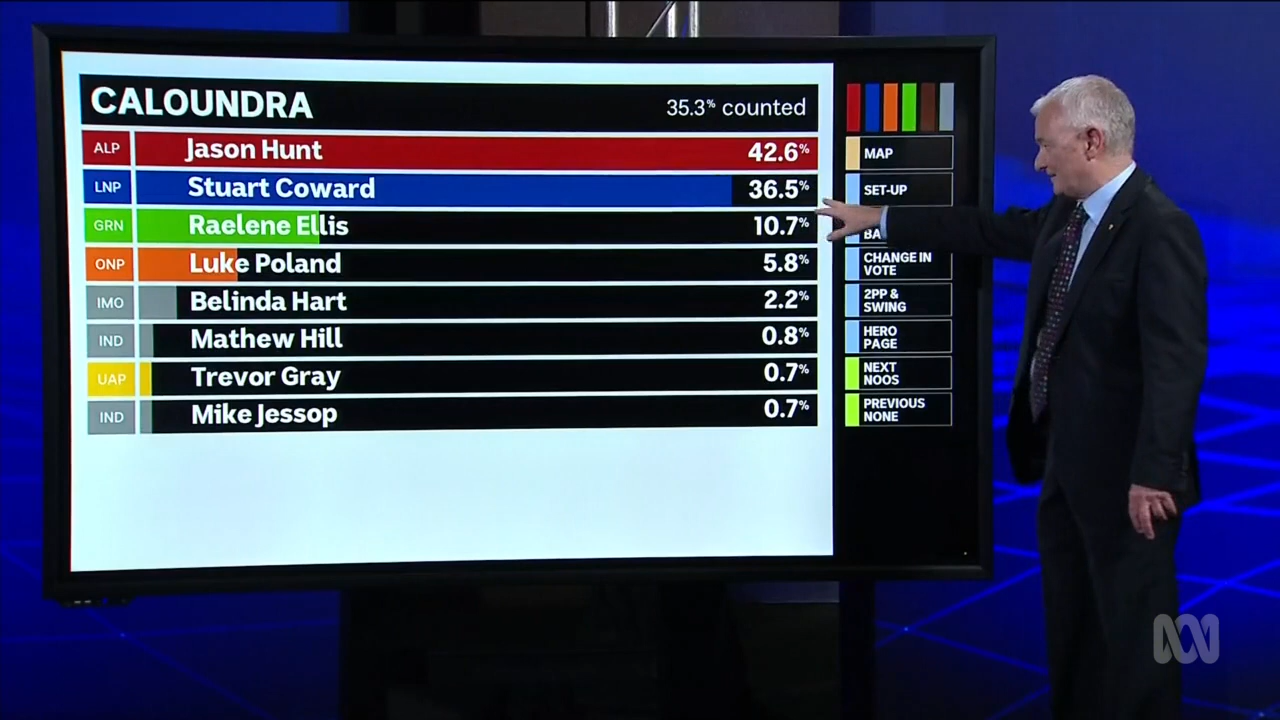 CALOUNDRA 35.3% counted
ALP Jason Hunt 42.6%
LNP Stuart Coward 36.5%
GRN Raelene Ellis 10.7%
ONP Luke Poland 5.8%
IMO Belinda Hart 2.2%
IND Mathew Hill 0.8%
UAP Trevor Gray 0.7%
IND Mike Jessop 0.7%
MAP
SET-UP
BA
CHANGE IN
VOTE
2PP &
SWING
HERO
PAGE
NEXT
NOOS
PREVIOUS
NONE